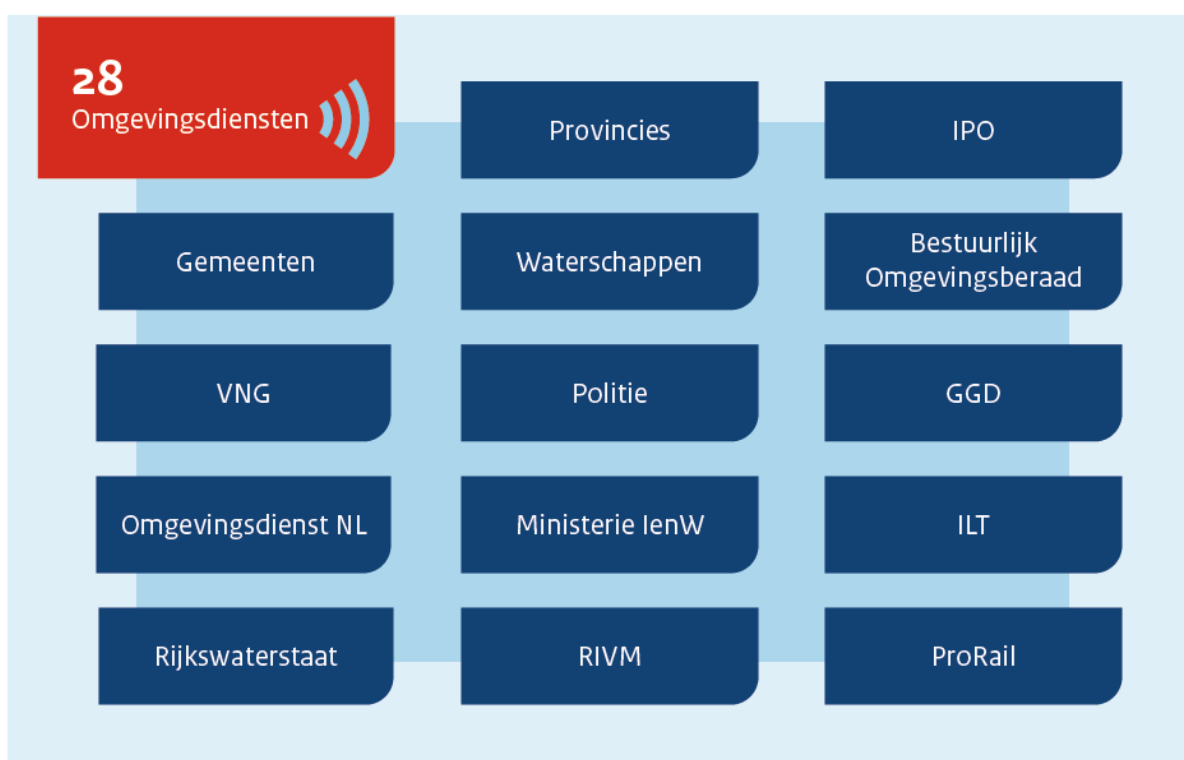 28
Omgevingsdiensten
Provincies
IPO
Gemeenten
Waterschappen
Bestuurlijk
Omgevingsberaad
VNG
Politie
GGD
Omgevingsdienst NL
Ministerie IenW
ILT
Rijkswaterstaat
RIVM
ProRail